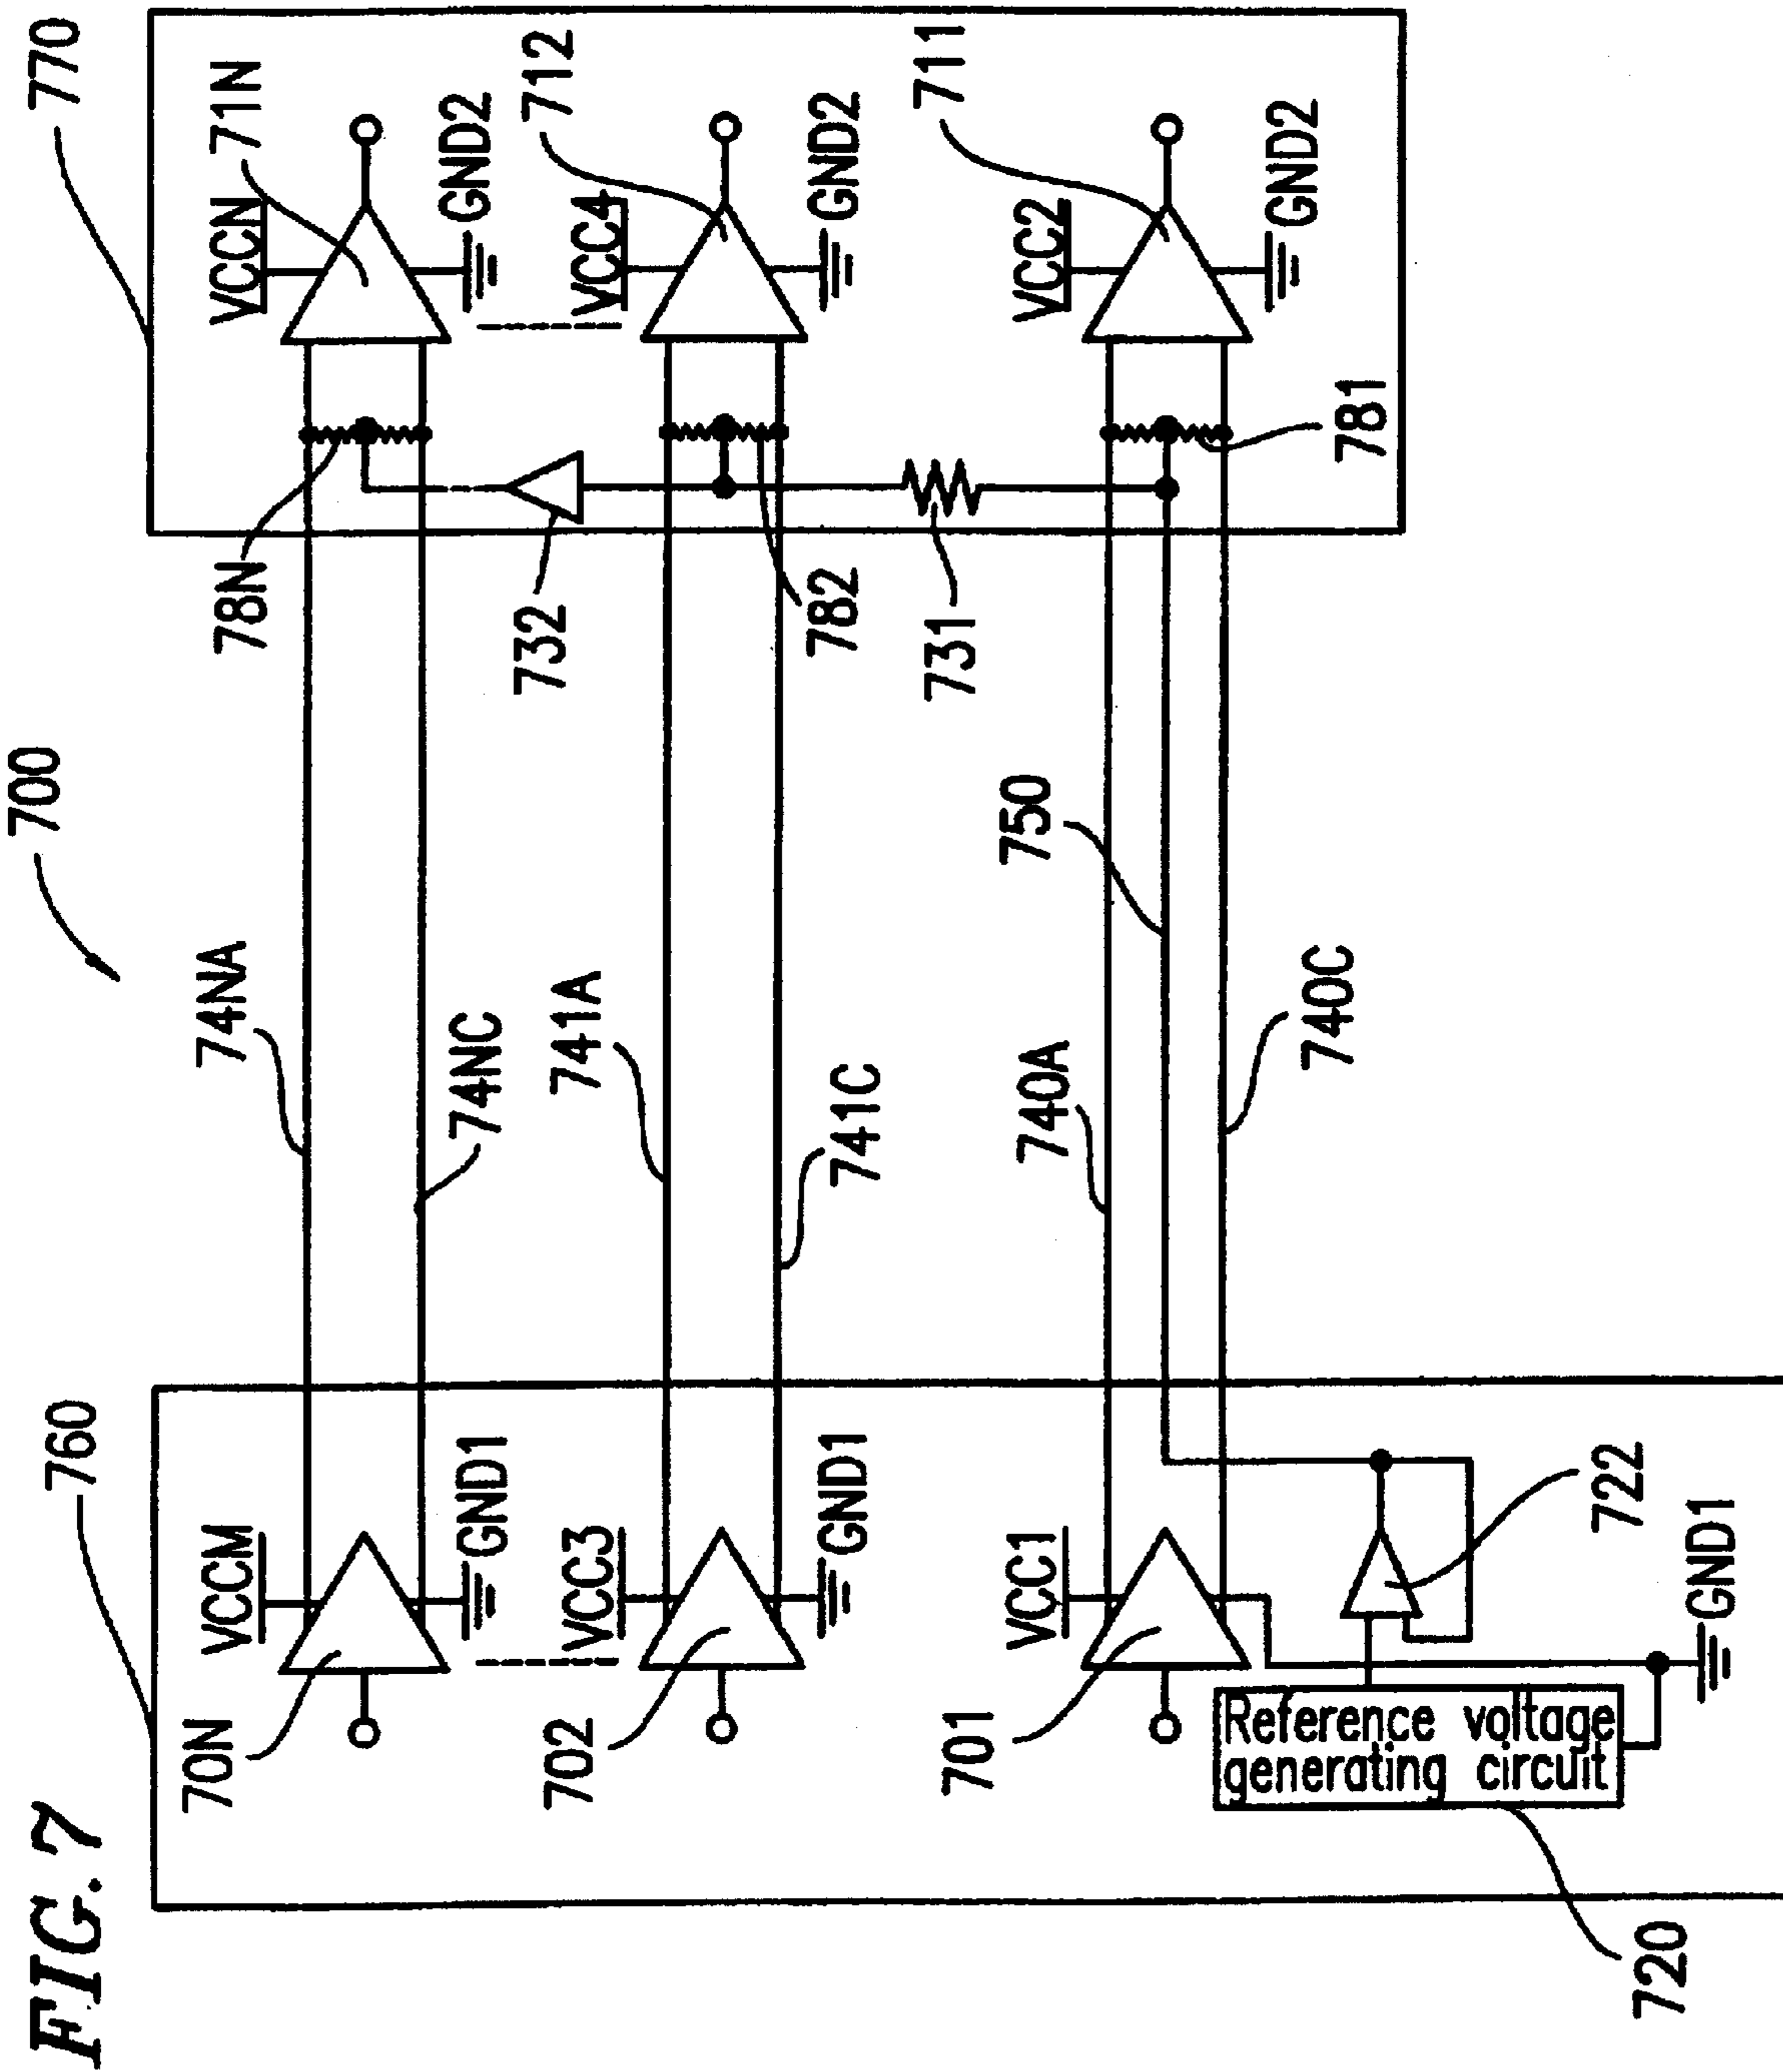 FIG. 7
700
760
770
70N
VCCM
GND1
74NA
74NC
78N
VCCN
71N
GND2
732
702
VCC3
GND1
741A
741C
782
VCC4
712
GND2
731
701
VCC1
740A
750
740C
781
VCC2
711
GND2
Reference voltage
generating circuit
722
GND1
720